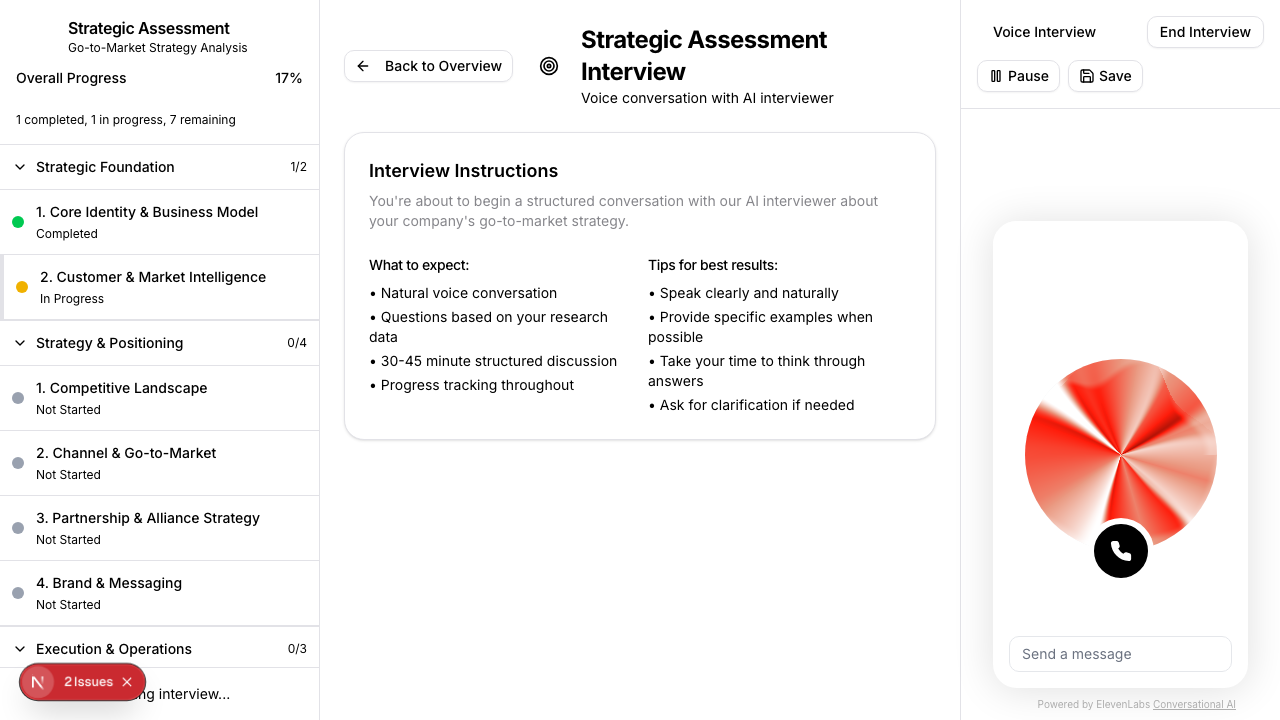 Strategic Assessment
Go-to-Market Strategy Analysis
Overall Progress 17%
1 completed, 1 in progress, 7 remaining
Strategic Foundation 1/2
1. Core Identity & Business Model
Completed
2. Customer & Market Intelligence
In Progress
Strategy & Positioning 0/4
1. Competitive Landscape
Not Started
2. Channel & Go-to-Market
Not Started
3. Partnership & Alliance Strategy
Not Started
4. Brand & Messaging
Not Started
Execution & Operations 0/3
N 2 Issues
ng interview...
Back to Overview
Strategic Assessment
Interview
Voice conversation with AI interviewer
Interview Instructions
You're about to begin a structured conversation with our AI interviewer about
your company's go-to-market strategy.
What to expect:
• Natural voice conversation
• Questions based on your research
data
• 30-45 minute structured discussion
• Progress tracking throughout
Tips for best results:
• Speak clearly and naturally
• Provide specific examples when
possible
• Take your time to think through
answers
• Ask for clarification if needed
Voice Interview
End Interview
Pause
Save
Send a message
Powered by ElevenLabs Conversational AI